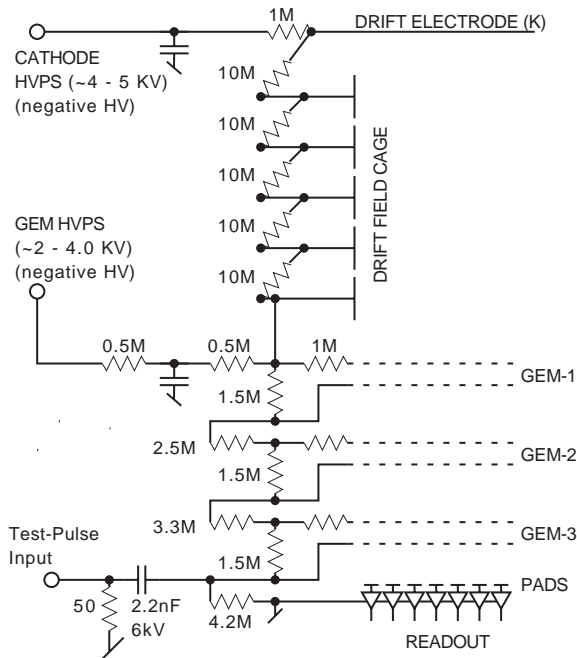 1M
DRIFT ELECTRODE (K)
CATHODE
HVPS (~4 - 5 KV)
(negative HV)
10M
10M
10M
10M
10M
DRIFT FIELD CAGE
GEM HVPS
(~2 - 4.0 KV)
(negative HV)
0.5M
0.5M
1M
GEM-1
1.5M
2.5M
GEM-2
1.5M
3.3M
GEM-3
1.5M
Test-Pulse
Input
PADS
50
2.2nF
6kV
4.2M
READOUT